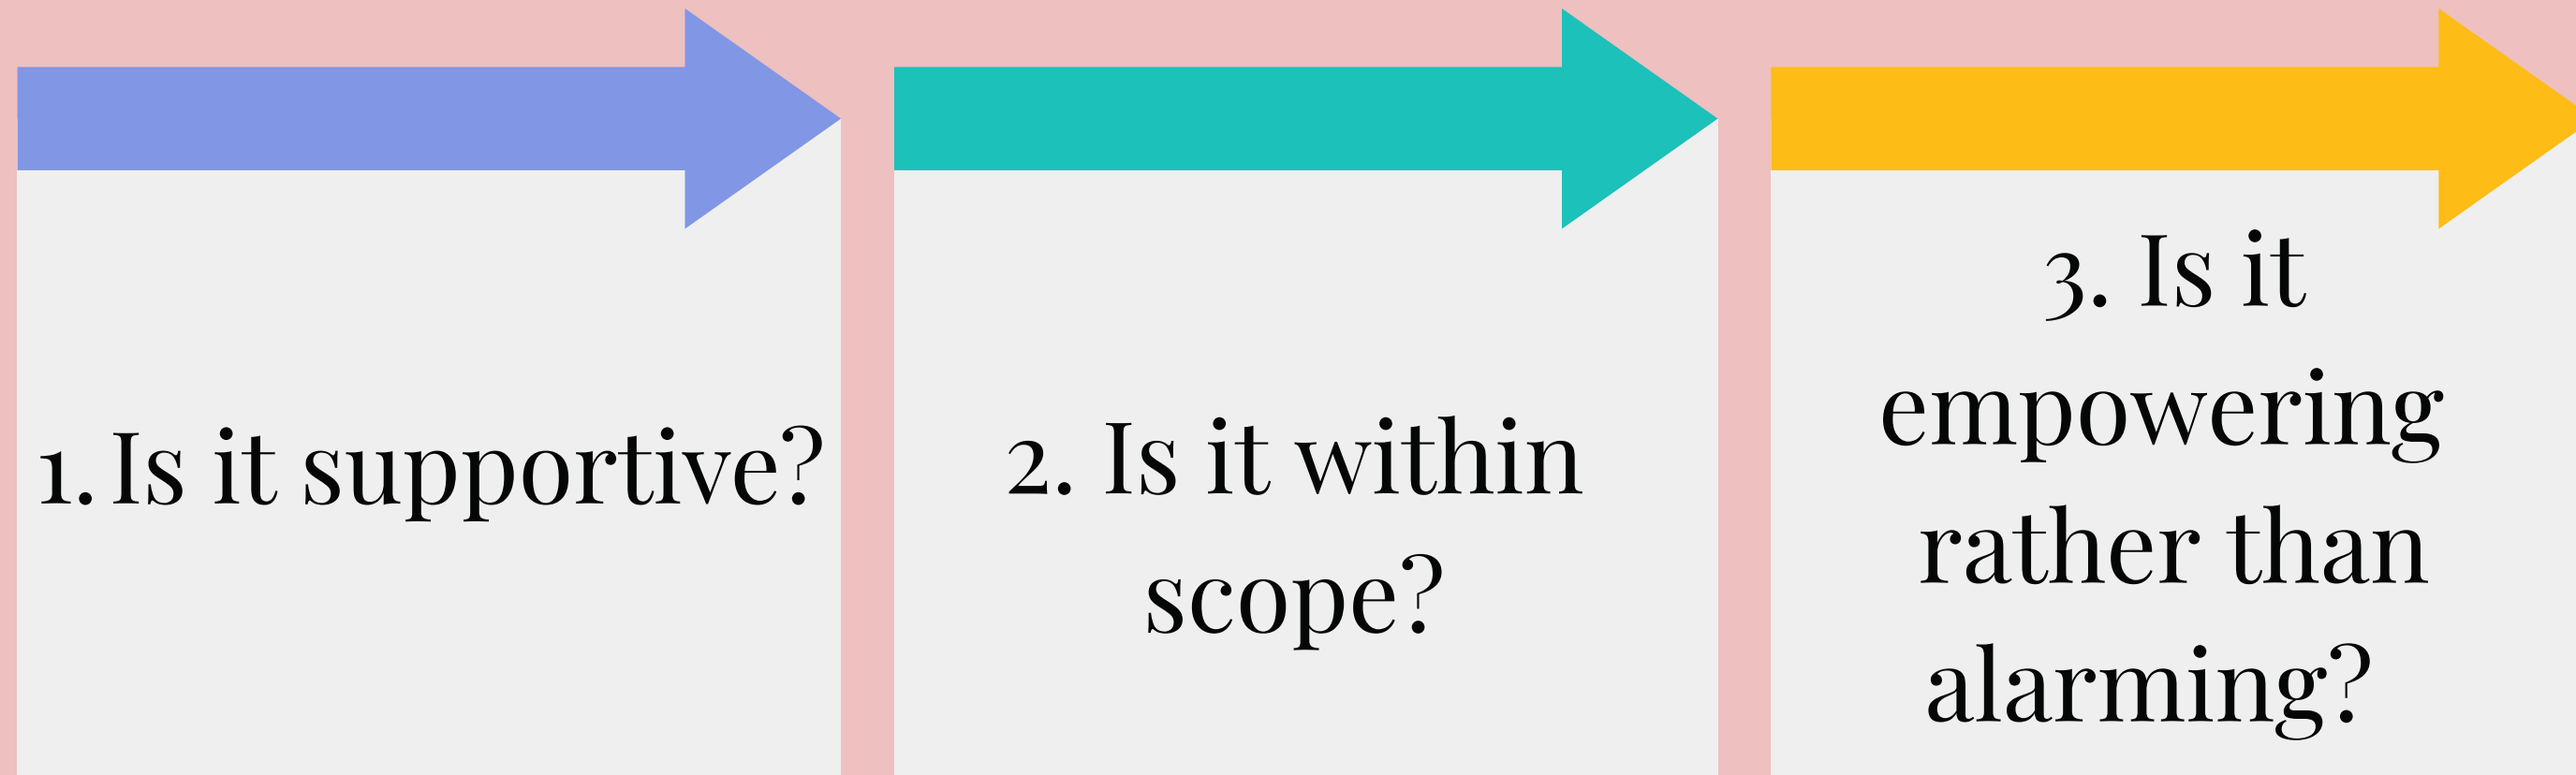 1. Is it supportive?
2. Is it within
scope?
3. Is it
empowering
rather than
alarming?